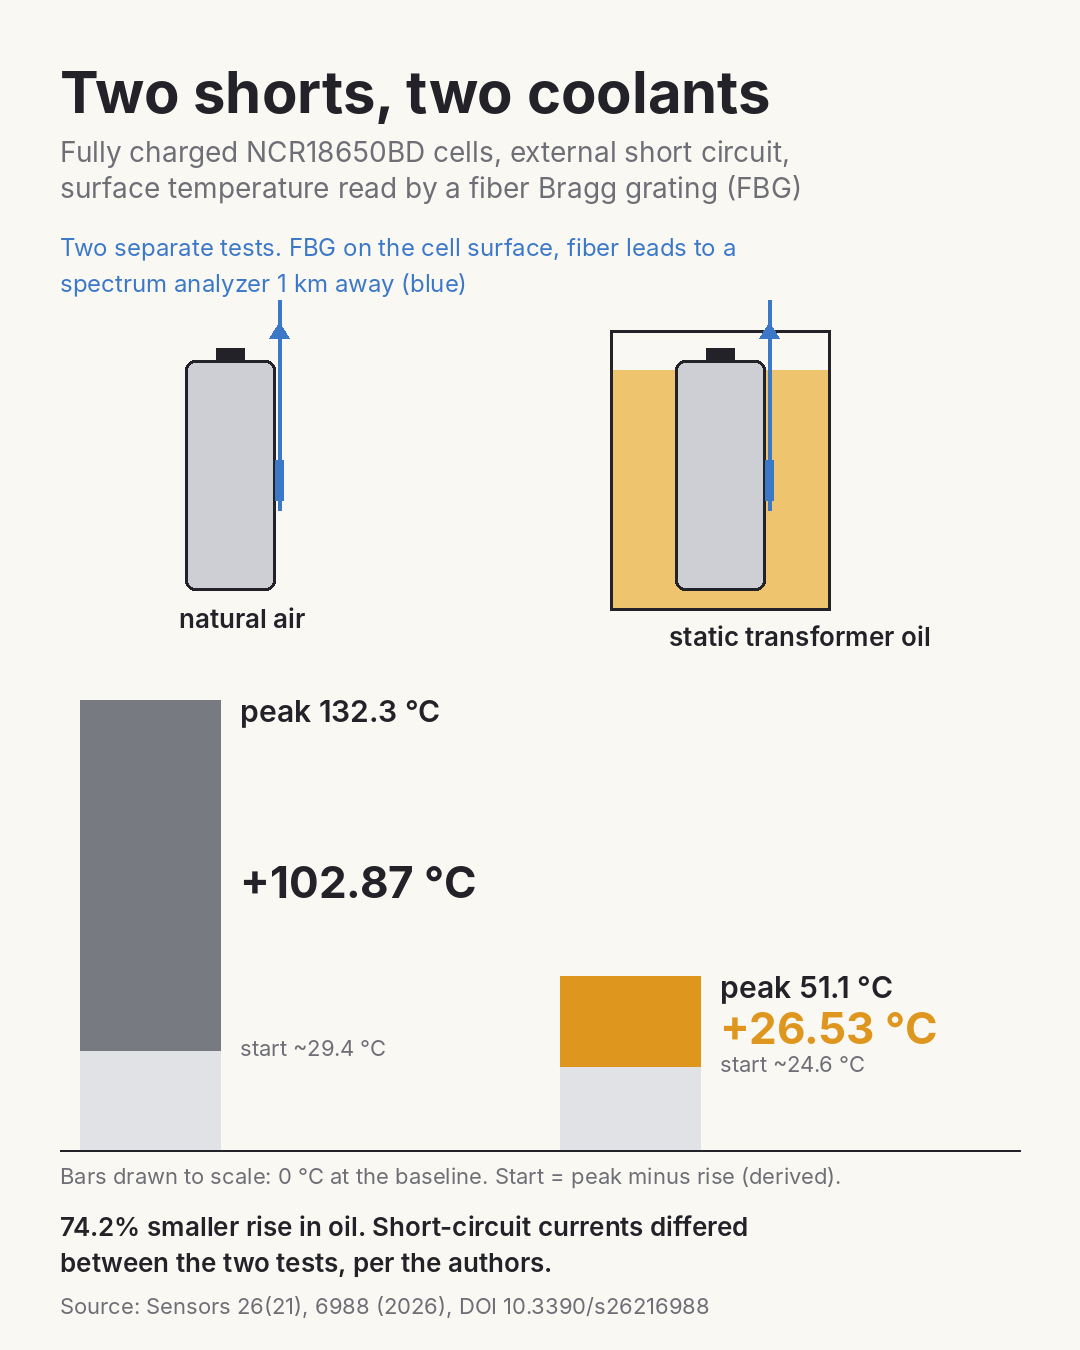 Two shorts, two coolants
Fully charged NCR18650BD cells, external short circuit,
surface temperature read by a fiber Bragg grating (FBG)
Two separate tests. FBG on the cell surface, fiber leads to a
spectrum analyzer 1 km away (blue)
natural air
static transformer oil
peak 132.3 °C
+102.87 °C
start ~29.4 °C
peak 51.1 °C
+26.53 °C
start ~24.6 °C
Bars drawn to scale: 0 °C at the baseline. Start = peak minus rise (derived).
74.2% smaller rise in oil. Short-circuit currents differed
between the two tests, per the authors.
Source: Sensors 26(21), 6988 (2026), DOI 10.3390/s26216988